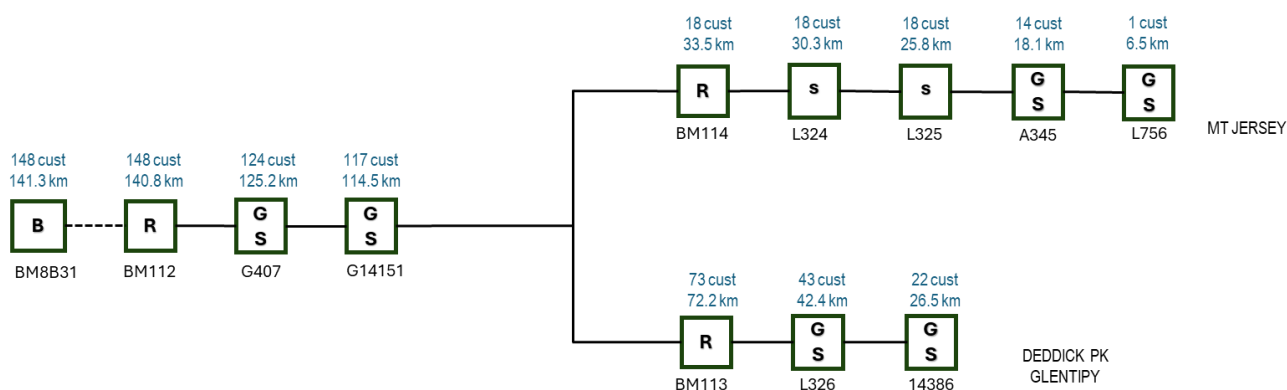 18 cust
33.5 km
R
BM114
18 cust
30.3 km
s
L324
18 cust
25.8 km
s
L325
14 cust
18.1 km
G
S
A345
1 cust
6.5 km
G
S
L756
MT JERSEY
148 cust
141.3 km
B
BM8B31
148 cust
140.8 km
R
BM112
124 cust
125.2 km
G
S
G407
117 cust
114.5 km
G
S
G14151
73 cust
72.2 km
R
BM113
43 cust
42.4 km
G
S
L326
22 cust
26.5 km
G
S
14386
DEDDICK PK
GLENTIPY